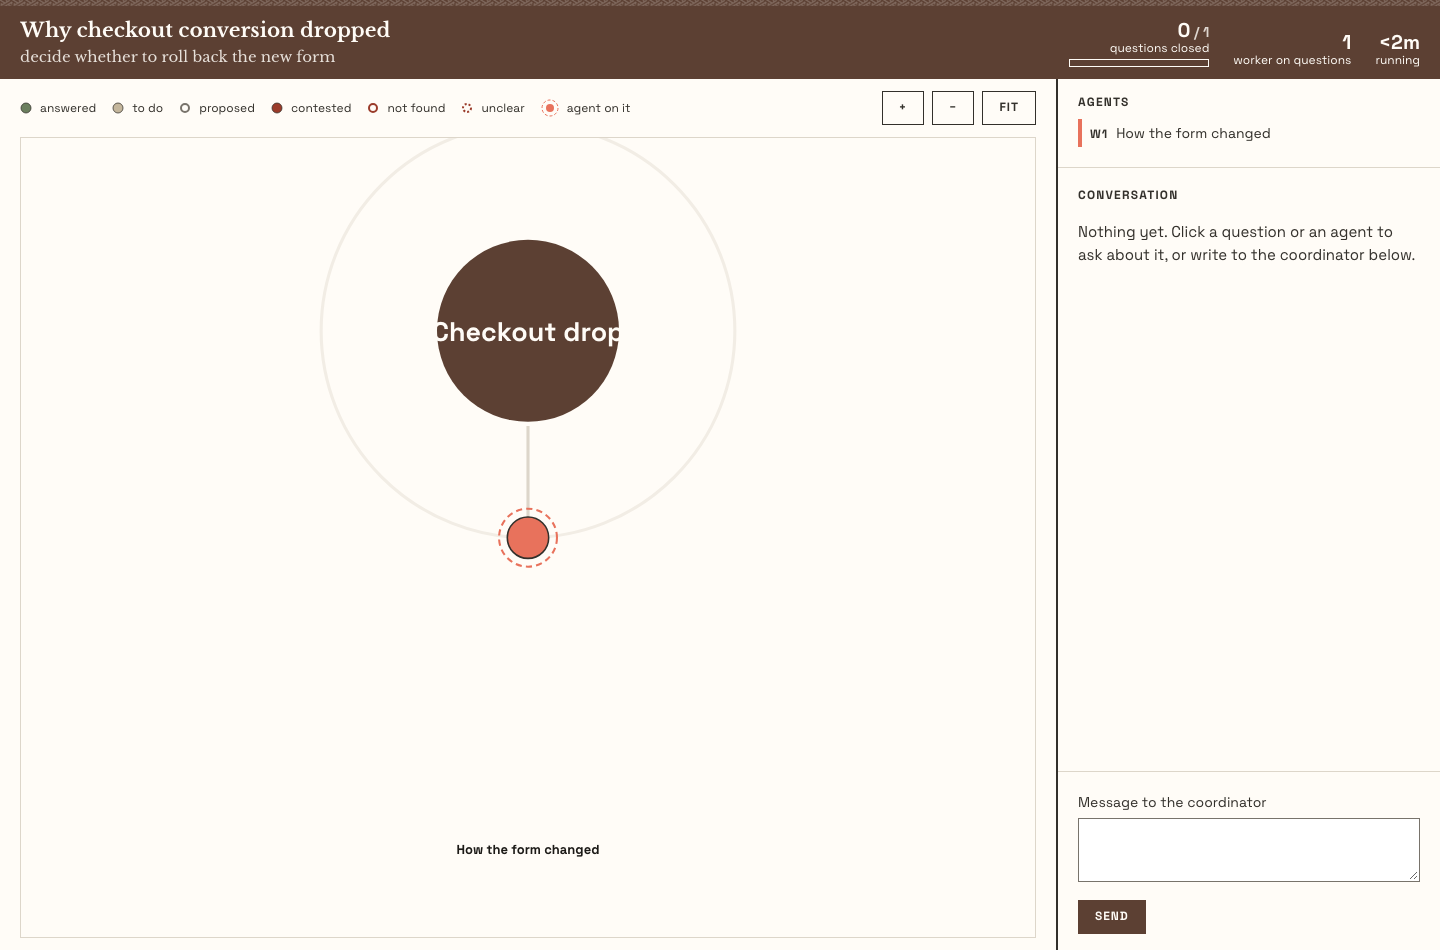 Why checkout conversion dropped
decide whether to roll back the new form
0 / 1
questions closed
1
worker on questions
<2m
running
answered
to do
proposed
contested
not found
unclear
agent on it
+
−
FIT
Checkout drop
How the form changed
AGENTS
W1 How the form changed
CONVERSATION
Nothing yet. Click a question or an agent to
ask about it, or write to the coordinator below.
Message to the coordinator
SEND